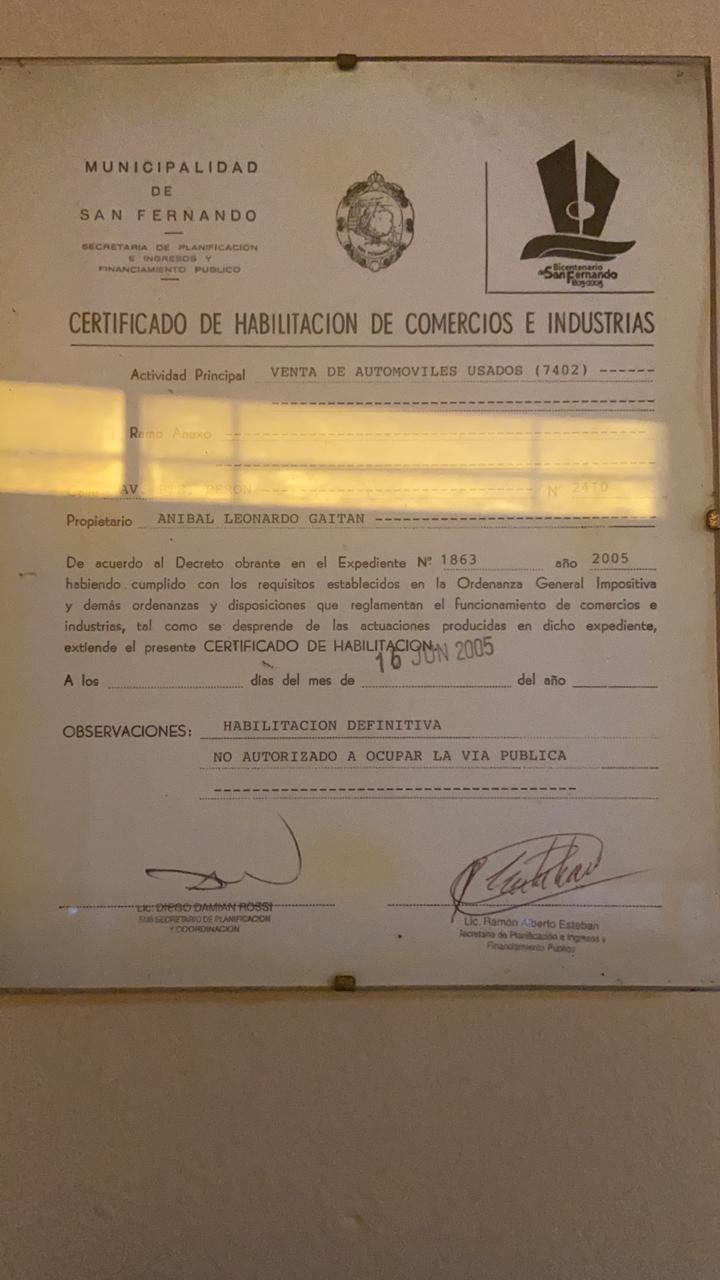 MUNICIPALIDAD
DE
SAN FERNANDO
SECRETARIA DE PLANIFICACION
E INGRESOS Y
FINANCIAMIENTO PUBLICO
Bicentenario
de San Fernando
1805-2005
CERTIFICADO DE HABILITACION DE COMERCIOS E INDUSTRIAS
Actividad Principal VENTA DE AUTOMOVILES USADOS (7402) ------
Ramo Anexo
AV. PERON Nº 2410
Propietario ANIBAL LEONARDO GAITAN
De acuerdo al Decreto obrante en el Expediente Nº 1863 año 2005
habiendo cumplido con los requisitos establecidos en la Ordenanza General Impositiva
y demás ordenanzas y disposiciones que reglamentan el funcionamiento de comercios e
industrias, tal como se desprende de las actuaciones producidas en dicho expediente,
extiende el presente CERTIFICADO DE HABILITACION.
16 JUN 2005
A los días del mes de del año
OBSERVACIONES: HABILITACION DEFINITIVA
NO AUTORIZADO A OCUPAR LA VIA PUBLICA
Lic. DIEGO DAMIAN ROSSI
SUB SECRETARIO DE PLANIFICACION
Y COORDINACION
Lic. Ramón Alberto Esteban
Secretario de Planificación e Ingresos y
Financiamiento Público